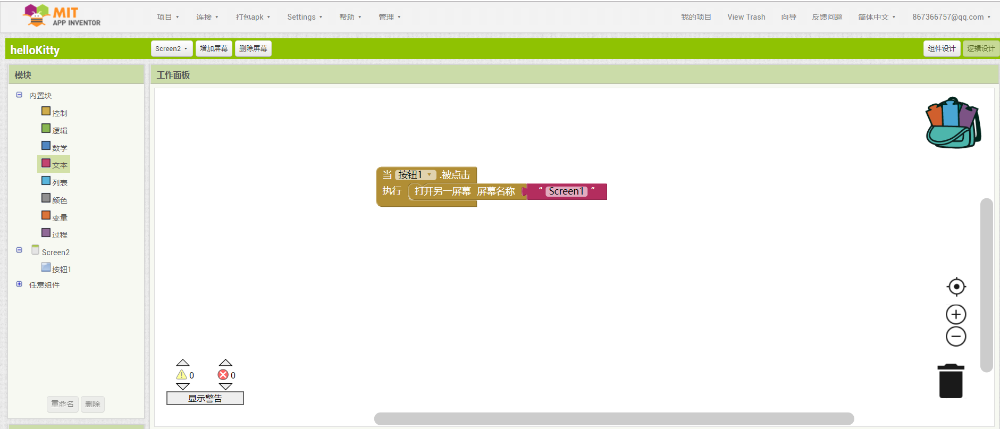 MIT
APP INVENTOR
项目 连接 打包apk Settings 帮助 管理 我的项目 View Trash 向导 反馈问题 简体中文 867366757@qq.com
helloKitty Screen2 增加屏幕 删除屏幕 组件设计 逻辑设计
模块 工作面板
内置块
控制
逻辑
数学
文本
列表
颜色
变量
过程
Screen2
按钮1
任意组件
当 按钮1 .被点击
执行 打开另一屏幕 屏幕名称 “ Screen1 ”
0 0
显示警告
重命名 删除